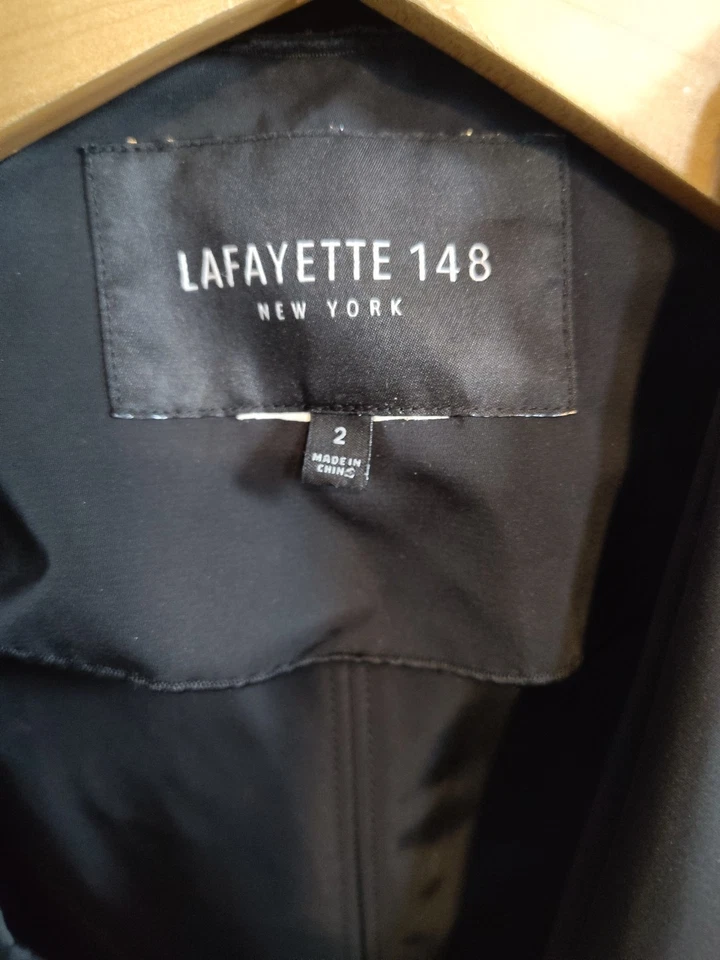 LAFAYETTE 148
NEW YORK
2
MADE IN
CHINA